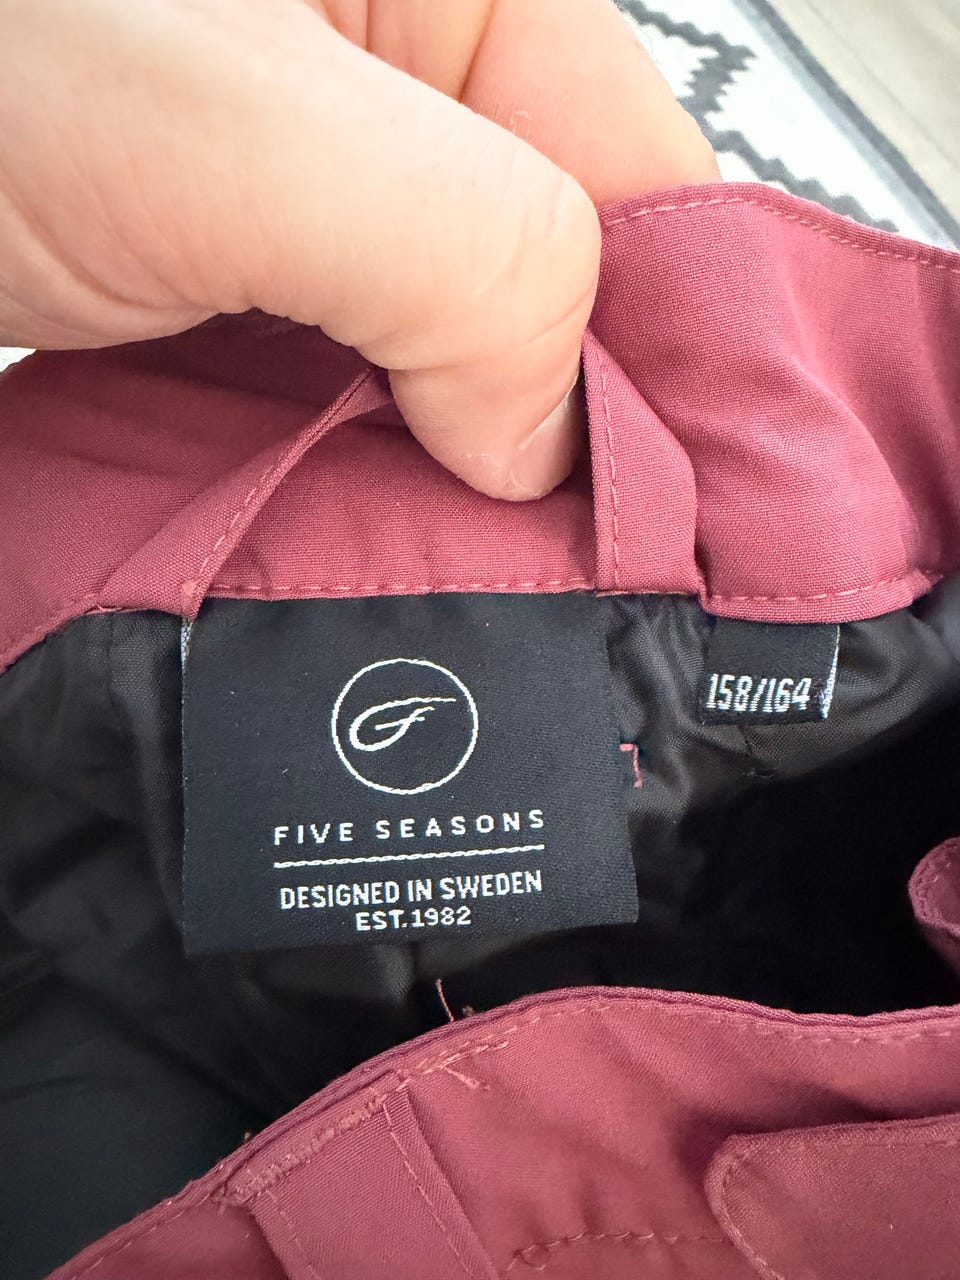 FIVE SEASONS
DESIGNED IN SWEDEN
EST.1982
158/164